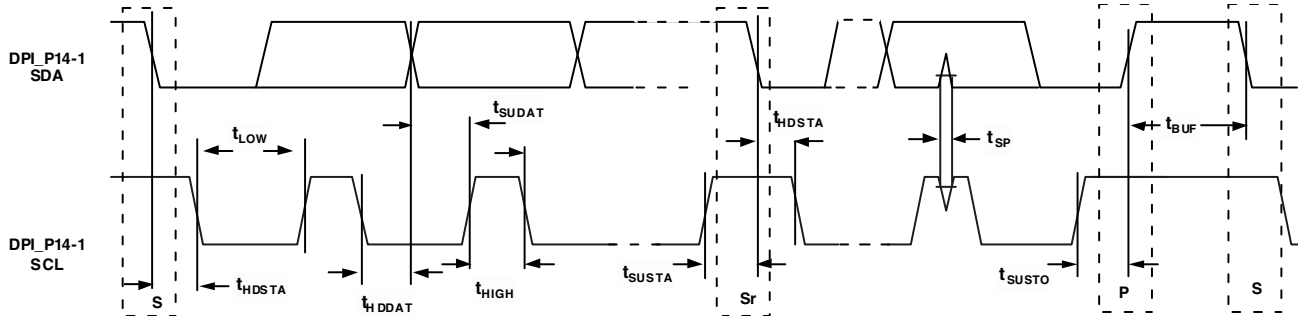 DPI_P14-1
SDA
tSUDAT
tHDSTA
tLOW
tSP
tBUF
DPI_P14-1
SCL
tHDSTA
tHDDAT
tHIGH
tSUSTA
tSUSTO
S
Sr
P
S